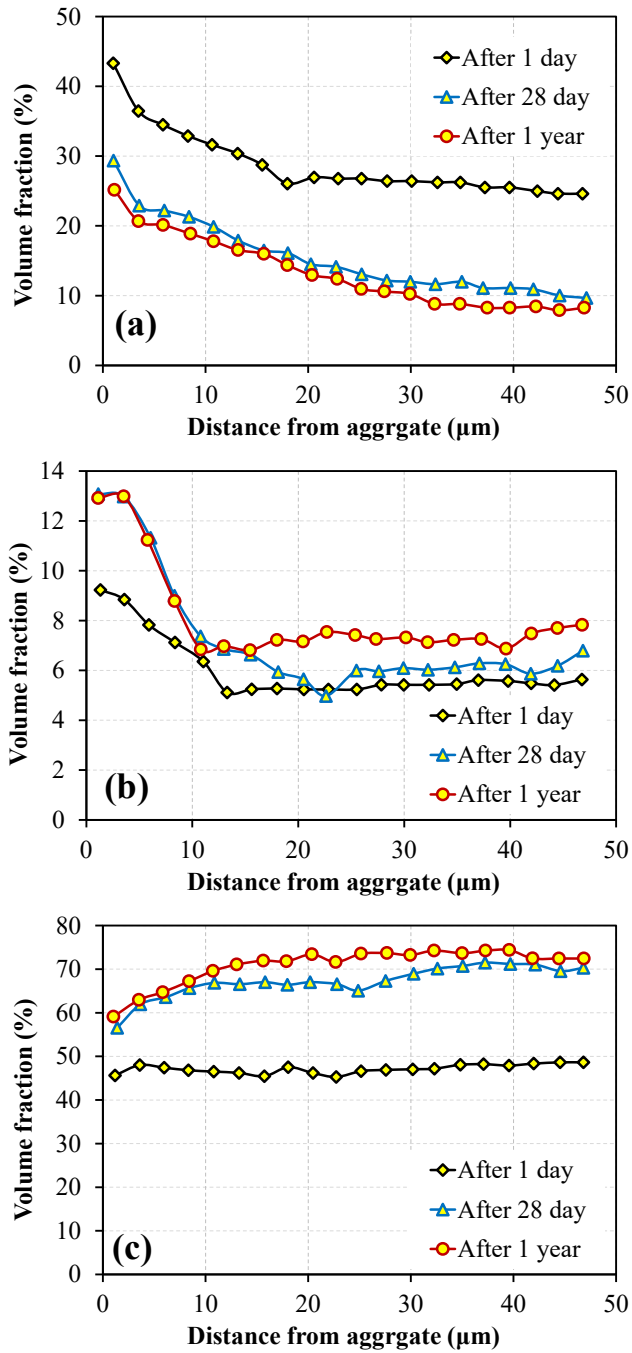 50
40
30
20
10
0
Volume fraction (%)
After 1 day
After 28 day
After 1 year
(a)
0 10 20 30 40 50
Distance from aggrgate (μm)
14
12
10
8
6
4
2
0
Volume fraction (%)
After 1 day
After 28 day
After 1 year
(b)
0 10 20 30 40 50
Distance from aggrgate (μm)
80
70
60
50
40
30
20
10
0
Volume fraction (%)
After 1 day
After 28 day
After 1 year
(c)
0 10 20 30 40 50
Distance from aggrgate (μm)